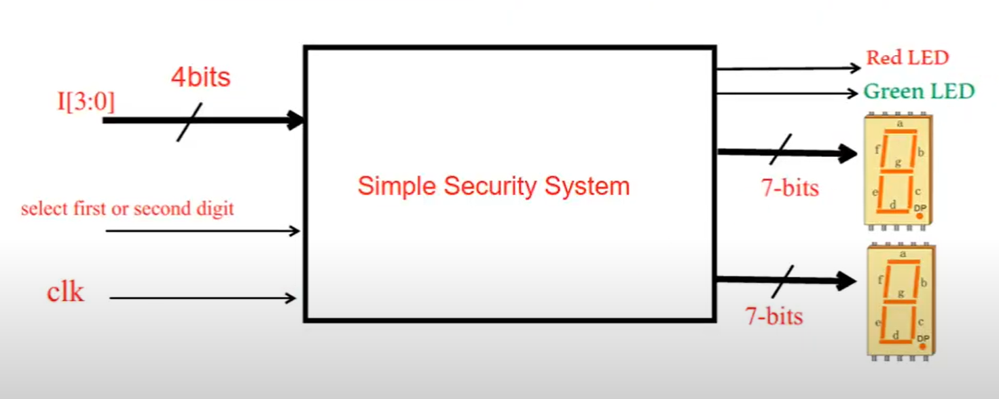 I[3:0]
4bits
select first or second digit
clk
Simple Security System
Red LED
Green LED
7-bits
a
f
b
g
e
c
d
DP
7-bits
a
f
b
g
e
c
d
DP